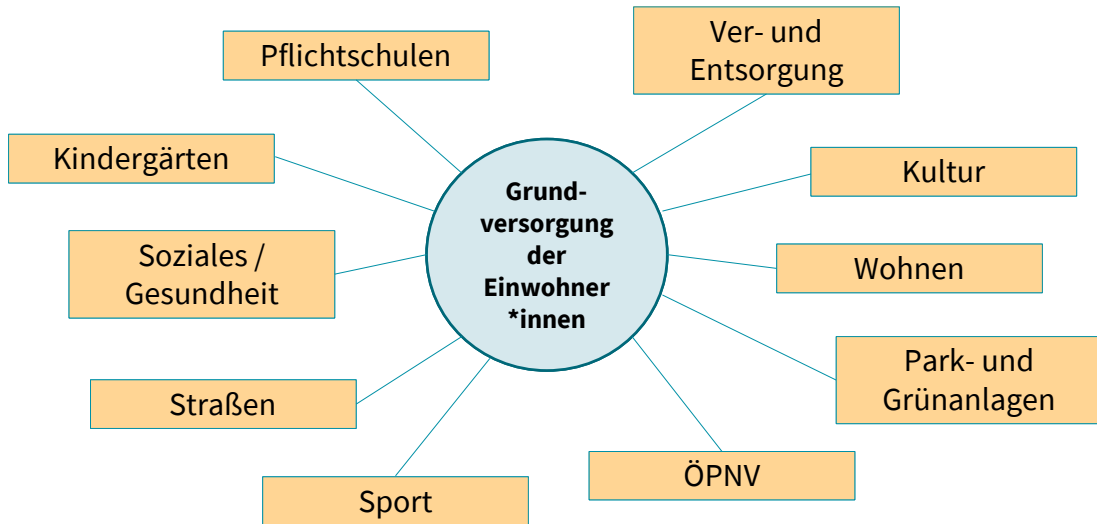 Pflichtschulen
Ver- und
Entsorgung
Kindergärten
Kultur
Grund-
versorgung
der
Einwohner
*innen
Soziales /
Gesundheit
Wohnen
Park- und
Grünanlagen
Straßen
ÖPNV
Sport